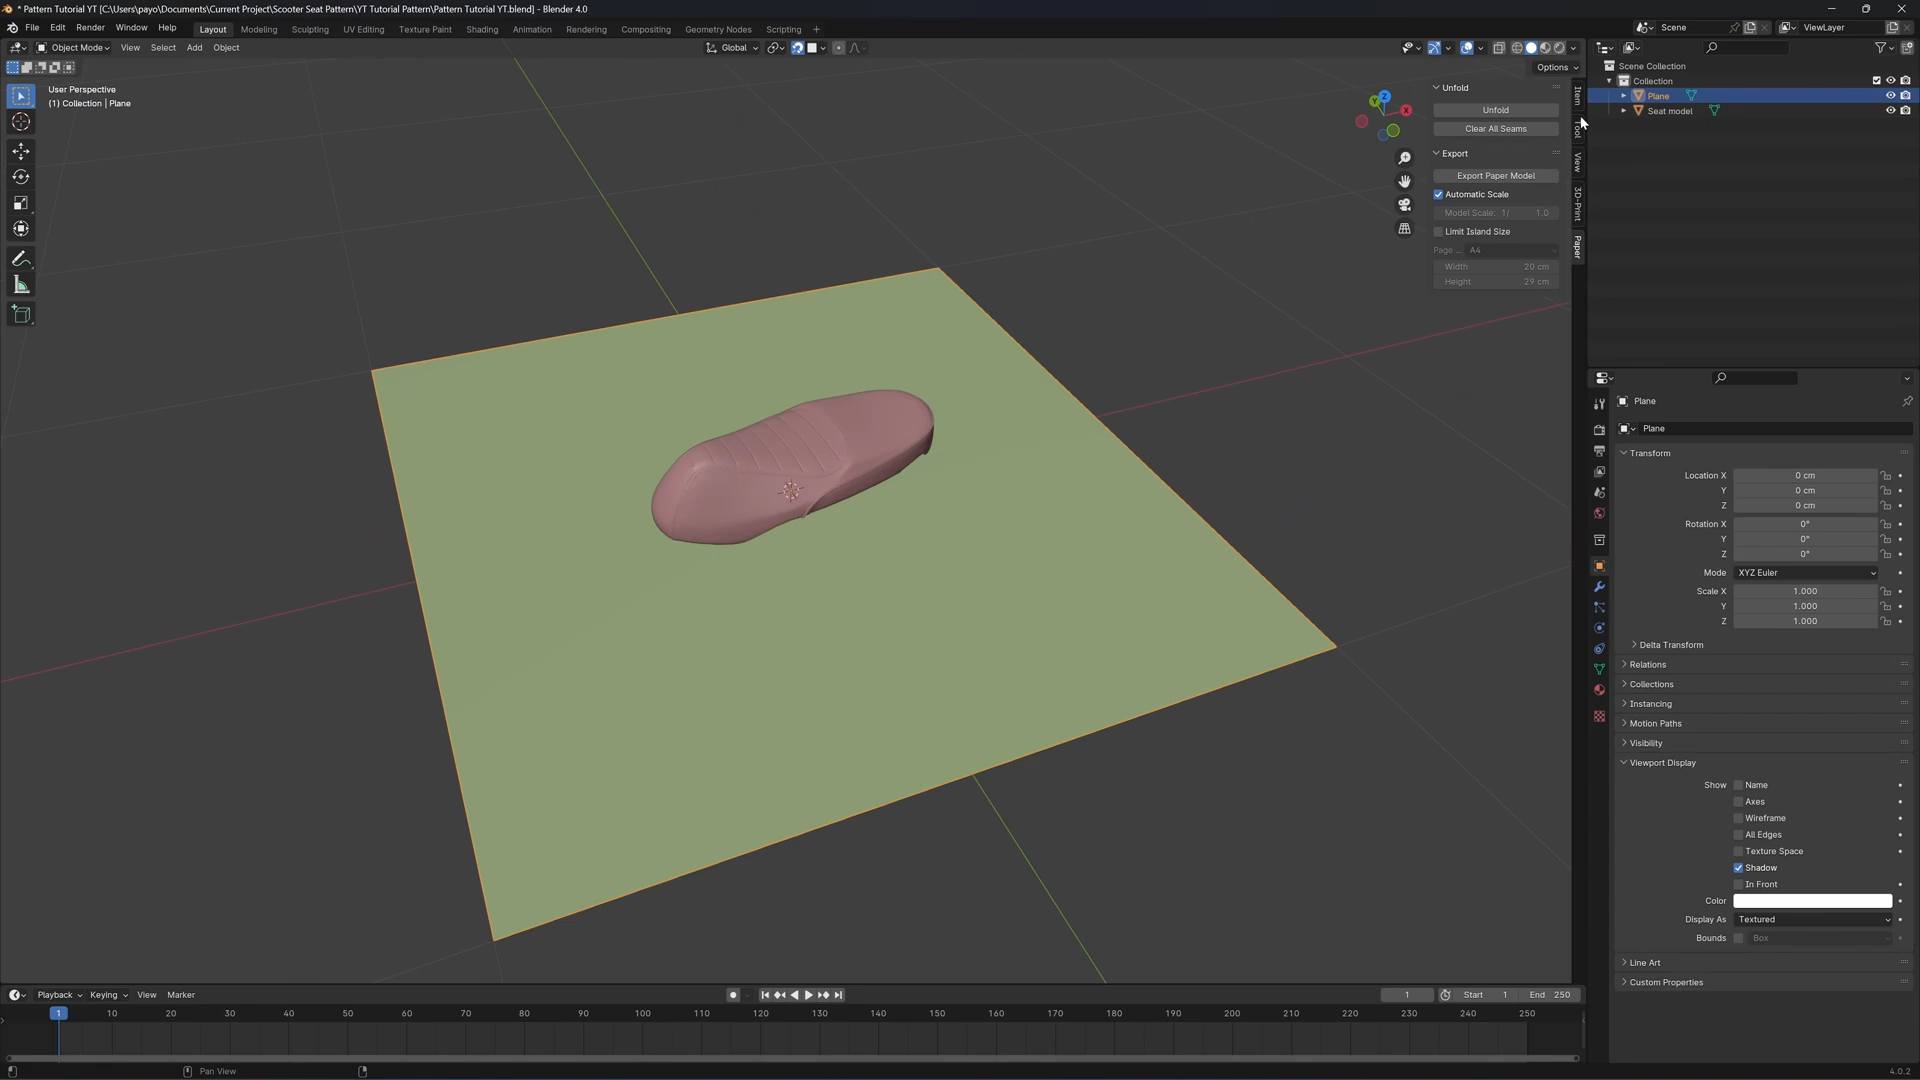 * Pattern Tutorial YT [C:\Users\payo\Documents\Current Project\Scooter Seat Pattern\YT Tutorial Pattern\Pattern Tutorial YT.blend] - Blender 4.0
File Edit Render Window Help Layout Modeling Sculpting UV Editing Texture Paint Shading Animation Rendering Compositing Geometry Nodes Scripting + Scene ViewLayer
Object Mode View Select Add Object Global
Options
User Perspective
(1) Collection | Plane
Unfold
Unfold
Clear All Seams
Export
Export Paper Model
Automatic Scale
Model Scale: 1/ 1.0
Limit Island Size
Page ... A4
Width 20 cm
Height 29 cm
Item
Tool
View
3D-Print
Paper
Z
Y
X
Scene Collection
Collection
Plane
Seat model
Plane
Plane
Transform
Location X 0 cm
Y 0 cm
Z 0 cm
Rotation X 0°
Y 0°
Z 0°
Mode XYZ Euler
Scale X 1.000
Y 1.000
Z 1.000
Delta Transform
Relations
Collections
Instancing
Motion Paths
Visibility
Viewport Display
Show Name
Axes
Wireframe
All Edges
Texture Space
Shadow
In Front
Color
Display As Textured
Bounds Box
Line Art
Custom Properties
Playback Keying View Marker 1 Start 1 End 250
1 10 20 30 40 50 60 70 80 90 100 110 120 130 140 150 160 170 180 190 200 210 220 230 240 250
Pan View 4.0.2